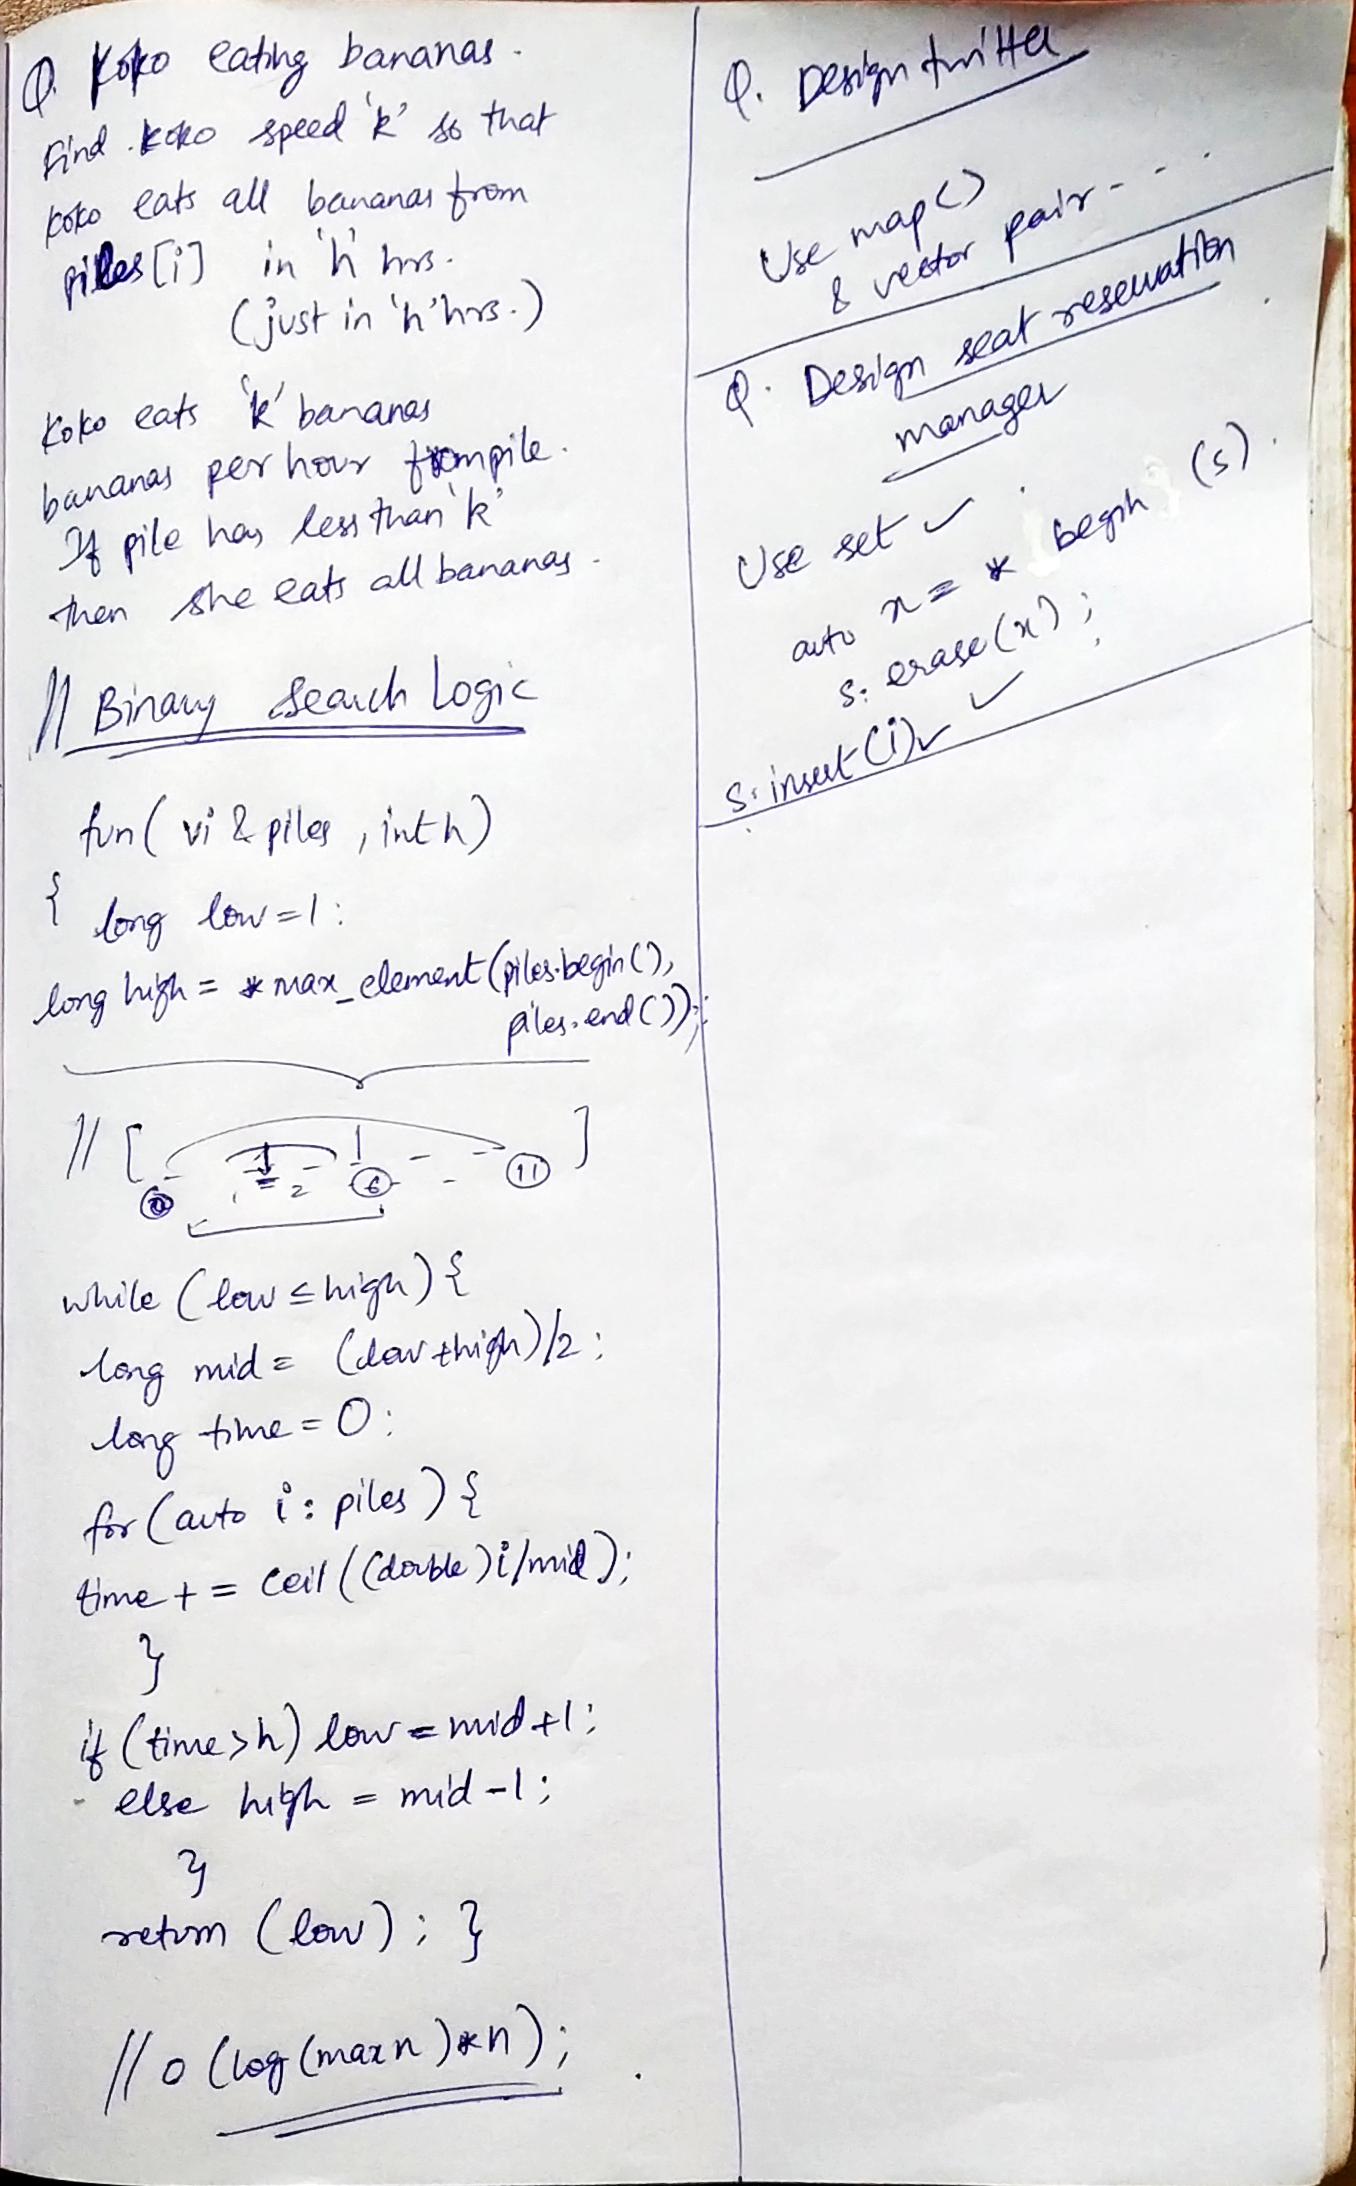 Q. Koko eating bananas.
Find koko speed 'k' so that
koko eats all bananas from
piles[i] in 'h' hrs.
(just in 'h' hrs.)
Koko eats 'k' bananas
bananas per hour from pile.
If pile has less than 'k'
then she eats all bananas.
// Binary Search Logic
fun( vi & piles , int h)
{ long low=1;
long high = *max_element(piles.begin(),
piles.end());
// [ 0 1 2 6 11 ]
while (low ≤ high) {
long mid = (low+high)/2;
long time = 0;
for (auto i : piles) {
time += ceil((double)i/mid);
}
if (time>h) low = mid+1;
else high = mid-1;
}
return (low); }
// O (log(maxn)*n);
Q. Design twitter
Use map()
& vector pair - - .
Q. Design seat reservation
manager
Use set ✓
auto x = * begin (s).
s. erase(x);
s. insert(i) ✓